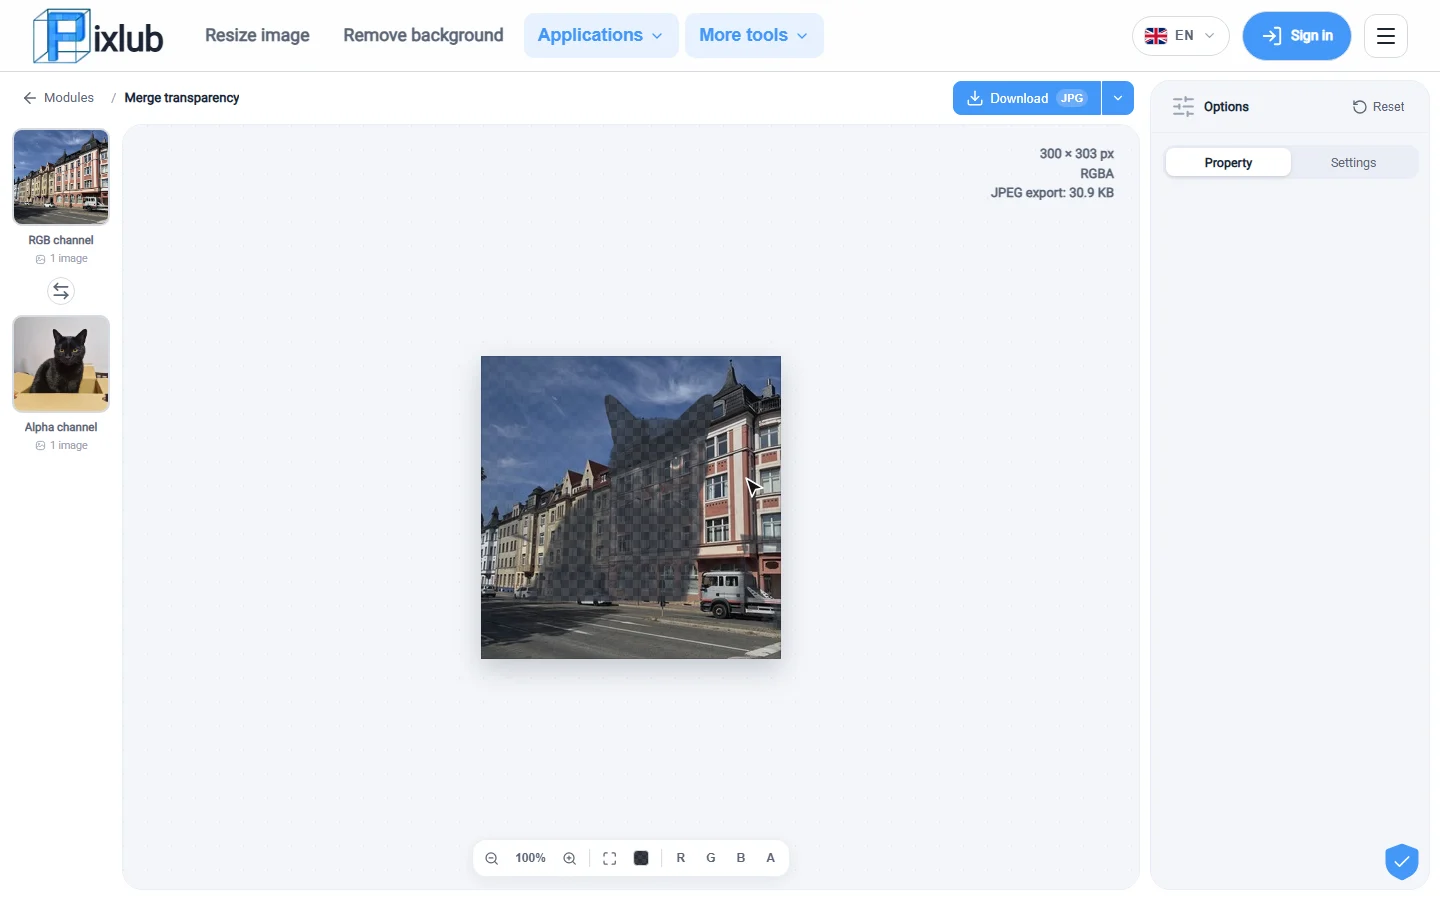 Pixlub
Resize image
Remove background
Applications
More tools
EN
Sign in
Modules / Merge transparency
Download JPG
Options
Reset
Property
Settings
300 × 303 px
RGBA
JPEG export: 30.9 KB
RGB channel
1 image
Alpha channel
1 image
100%
R
G
B
A